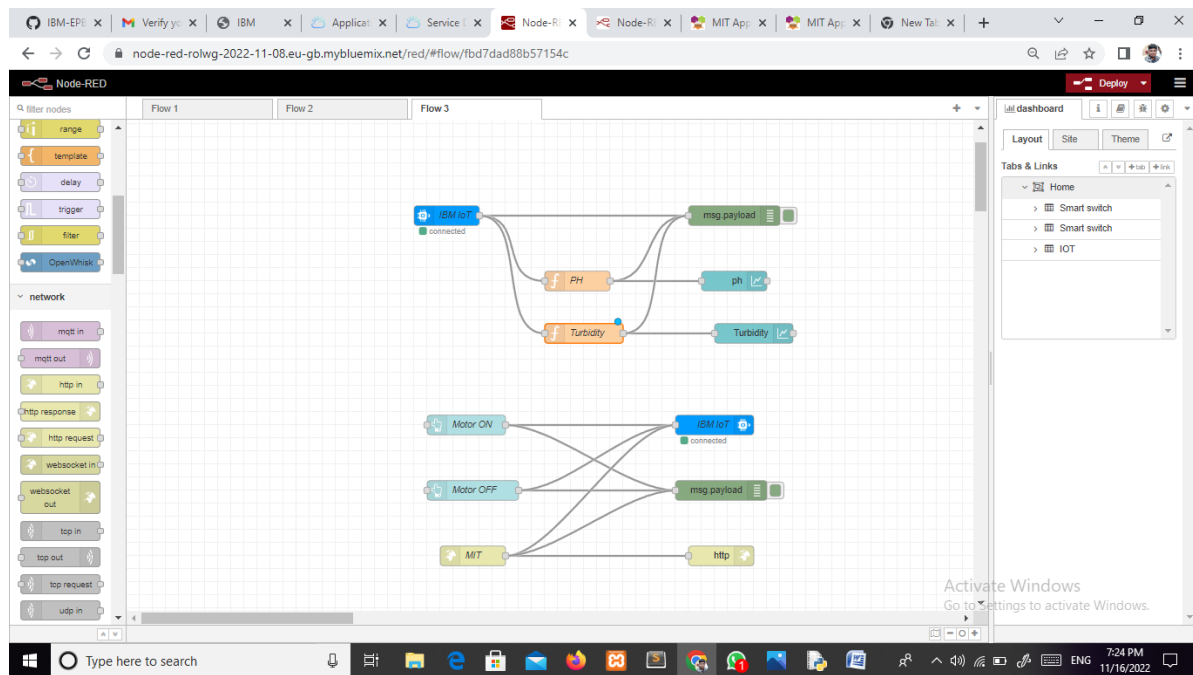 IBM-EPB
Verify yo
IBM
Applicat
Service D
Node-RE
Node-RE
MIT App
MIT App
New Tab
node-red-rolwg-2022-11-08.eu-gb.mybluemix.net/red/#flow/fbd7dad88b57154c
Node-RED
Deploy
filter nodes
Flow 1
Flow 2
Flow 3
dashboard
range
template
delay
trigger
filter
OpenWhisk
network
mqtt in
mqtt out
http in
http response
http request
websocket in
websocket
out
tcp in
tcp out
tcp request
udp in
IBM IoT
connected
msg.payload
PH
ph
Turbidity
Turbidity
Motor ON
IBM IoT
connected
Motor OFF
msg.payload
MIT
http
Layout
Site
Theme
Tabs & Links
tab
link
Home
Smart switch
Smart switch
IOT
Activate Windows
Go to Settings to activate Windows.
Type here to search
ENG
7:24 PM
11/16/2022